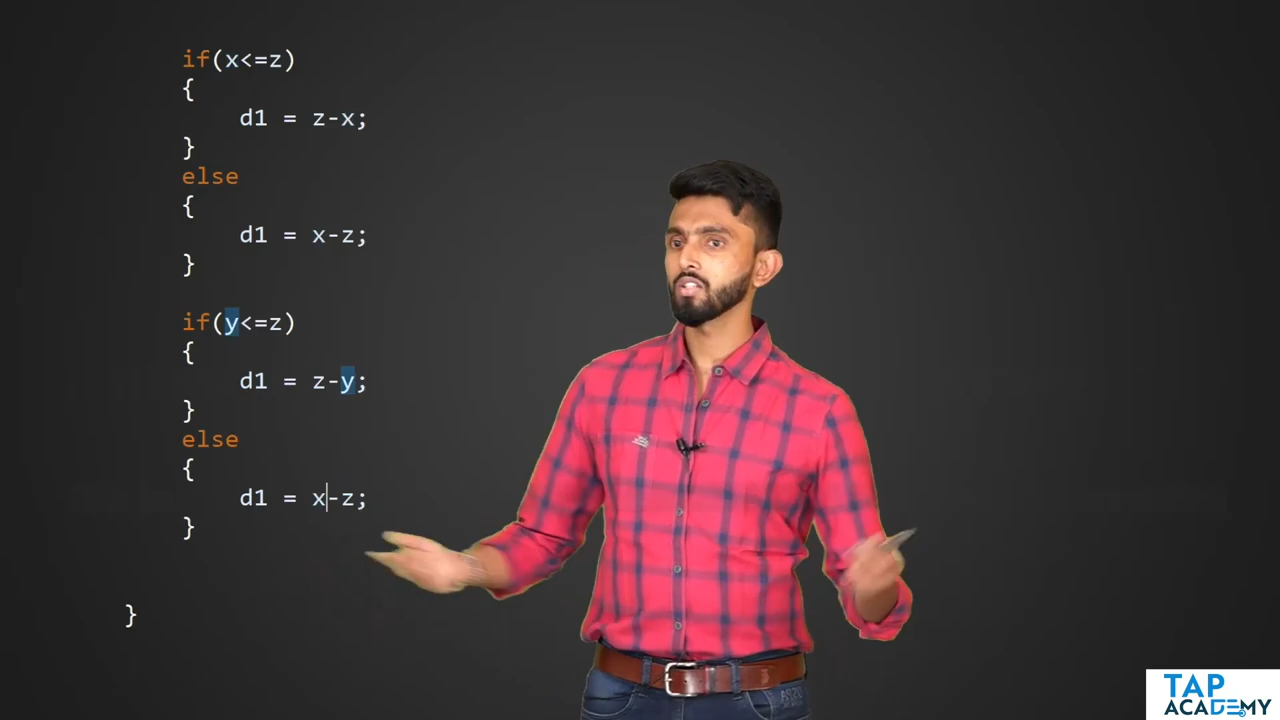 if(x<=z)
{
    d1 = z-x;
}
else
{
    d1 = x-z;
}
if(y<=z)
{
    d1 = z-y;
}
else
{
    d1 = x-z;
}
}
TAP
ACADEMY